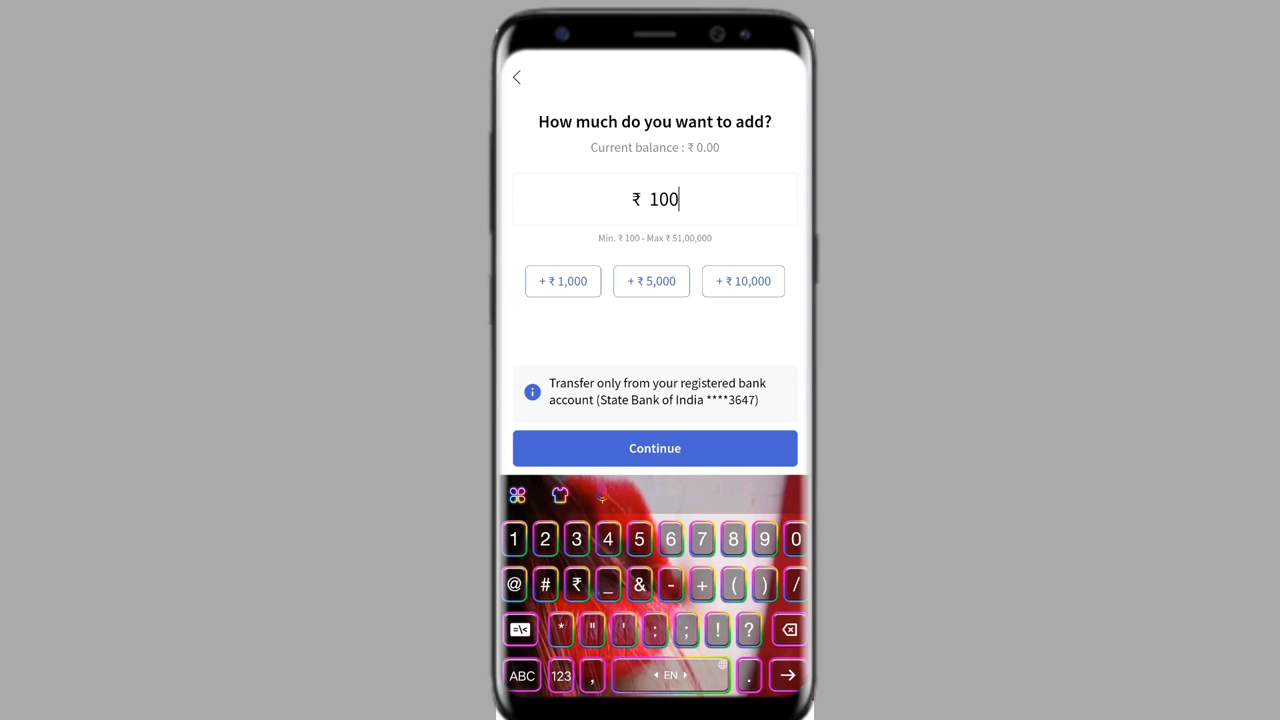 How much do you want to add?
Current balance : ₹ 0.00
₹ 100
Min. ₹ 100 - Max ₹ 51,00,000
+ ₹ 1,000 + ₹ 5,000 + ₹ 10,000
Transfer only from your registered bank
account (State Bank of India ****3647)
Continue
1 2 3 4 5 6 7 8 9 0
@ # ₹ _ & - + ( ) /
=\< * " ' : ; ! ?
ABC 123 , EN .